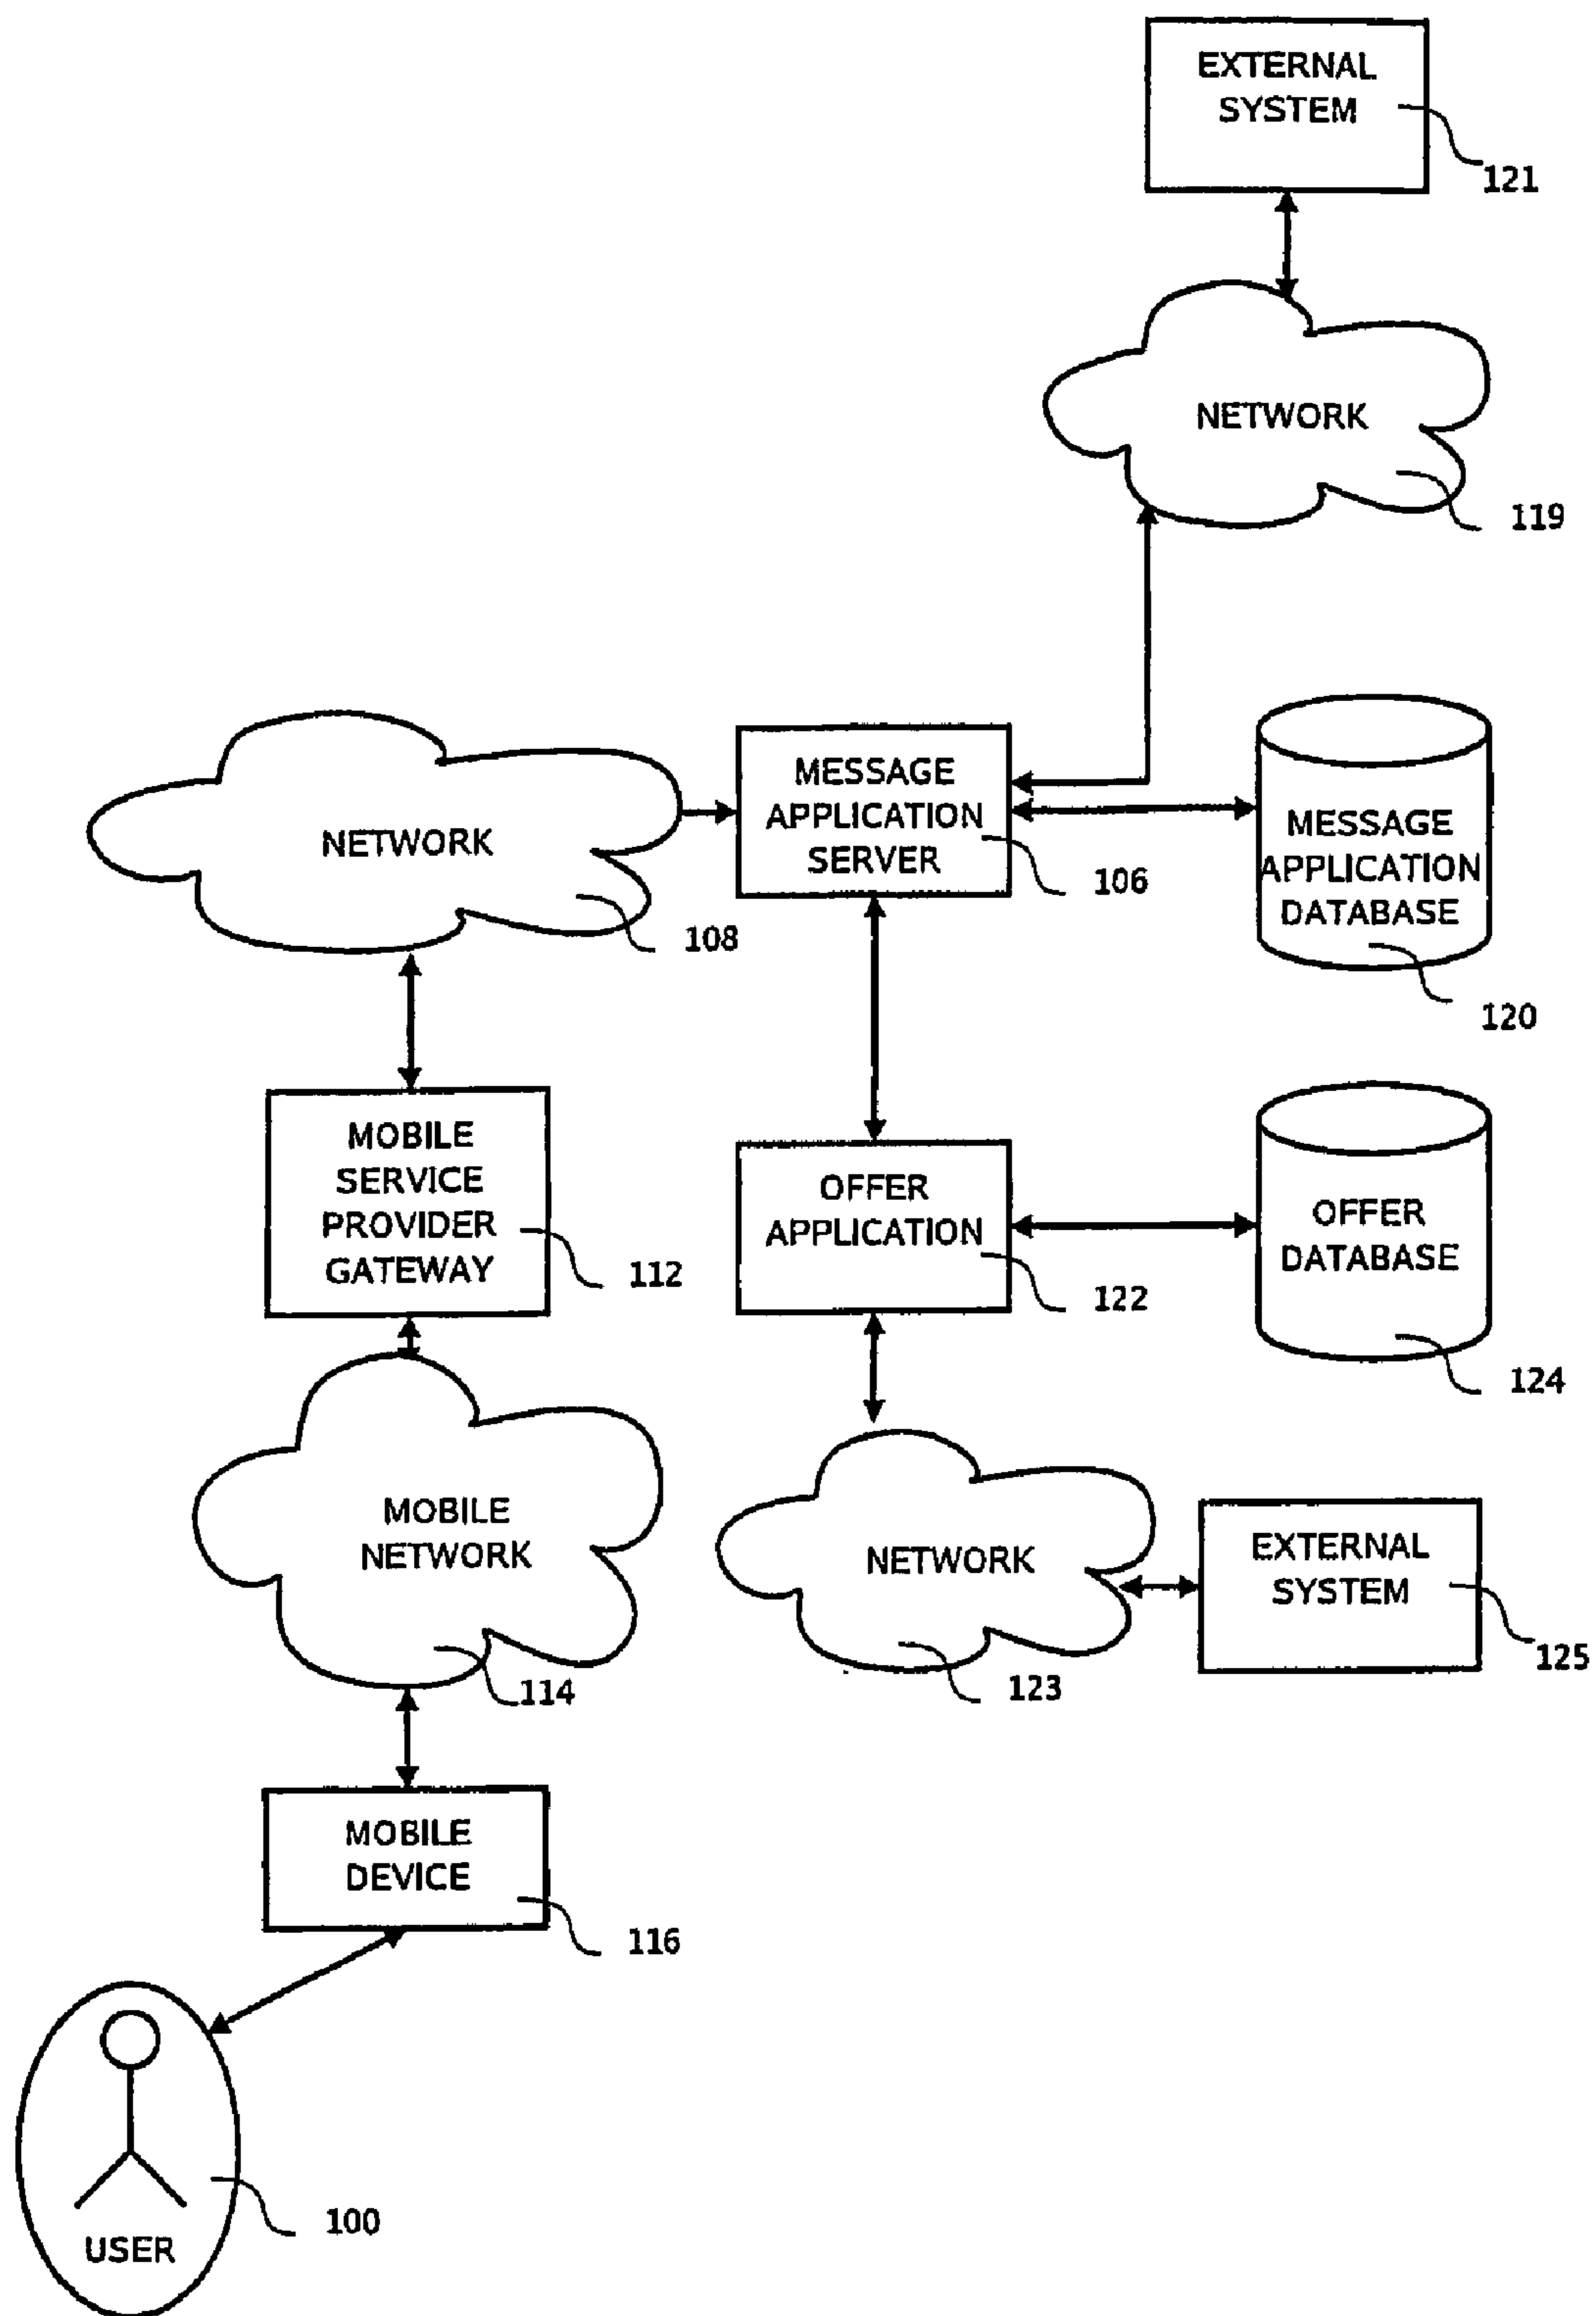 EXTERNAL
SYSTEM
121
NETWORK
119
NETWORK
108
MESSAGE
APPLICATION
SERVER
106
MESSAGE
APPLICATION
DATABASE
120
MOBILE
SERVICE
PROVIDER
GATEWAY
112
OFFER
APPLICATION
122
OFFER
DATABASE
124
MOBILE
NETWORK
114
NETWORK
123
EXTERNAL
SYSTEM
125
MOBILE
DEVICE
116
USER
100